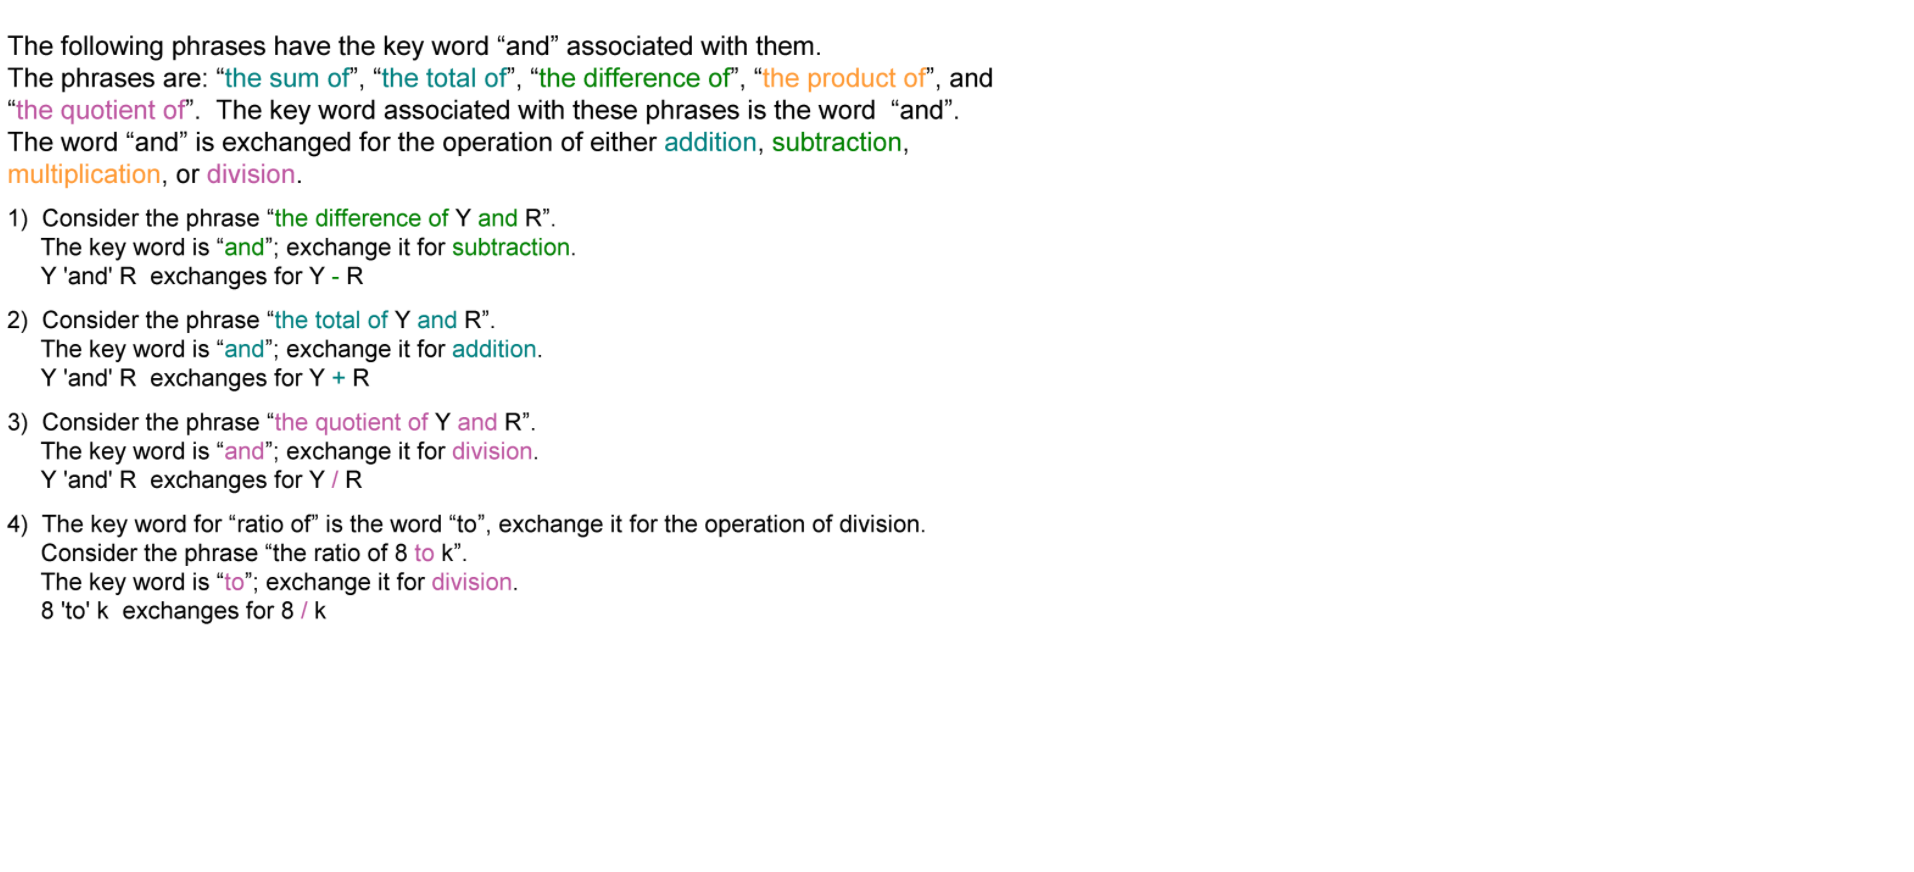 The following phrases have the key word “and” associated with them.
The phrases are: “the sum of”, “the total of”, “the difference of”, “the product of”, and
“the quotient of”.  The key word associated with these phrases is the word  “and”.
The word “and” is exchanged for the operation of either addition, subtraction,
multiplication, or division.
1)  Consider the phrase “the difference of Y and R”.
The key word is “and”; exchange it for subtraction.
Y 'and' R  exchanges for Y - R
2)  Consider the phrase “the total of Y and R”.
The key word is “and”; exchange it for addition.
Y 'and' R  exchanges for Y + R
3)  Consider the phrase “the quotient of Y and R”.
The key word is “and”; exchange it for division.
Y 'and' R  exchanges for Y / R
4)  The key word for “ratio of” is the word “to”, exchange it for the operation of division.
Consider the phrase “the ratio of 8 to k”.
The key word is “to”; exchange it for division.
8 'to' k  exchanges for 8 / k